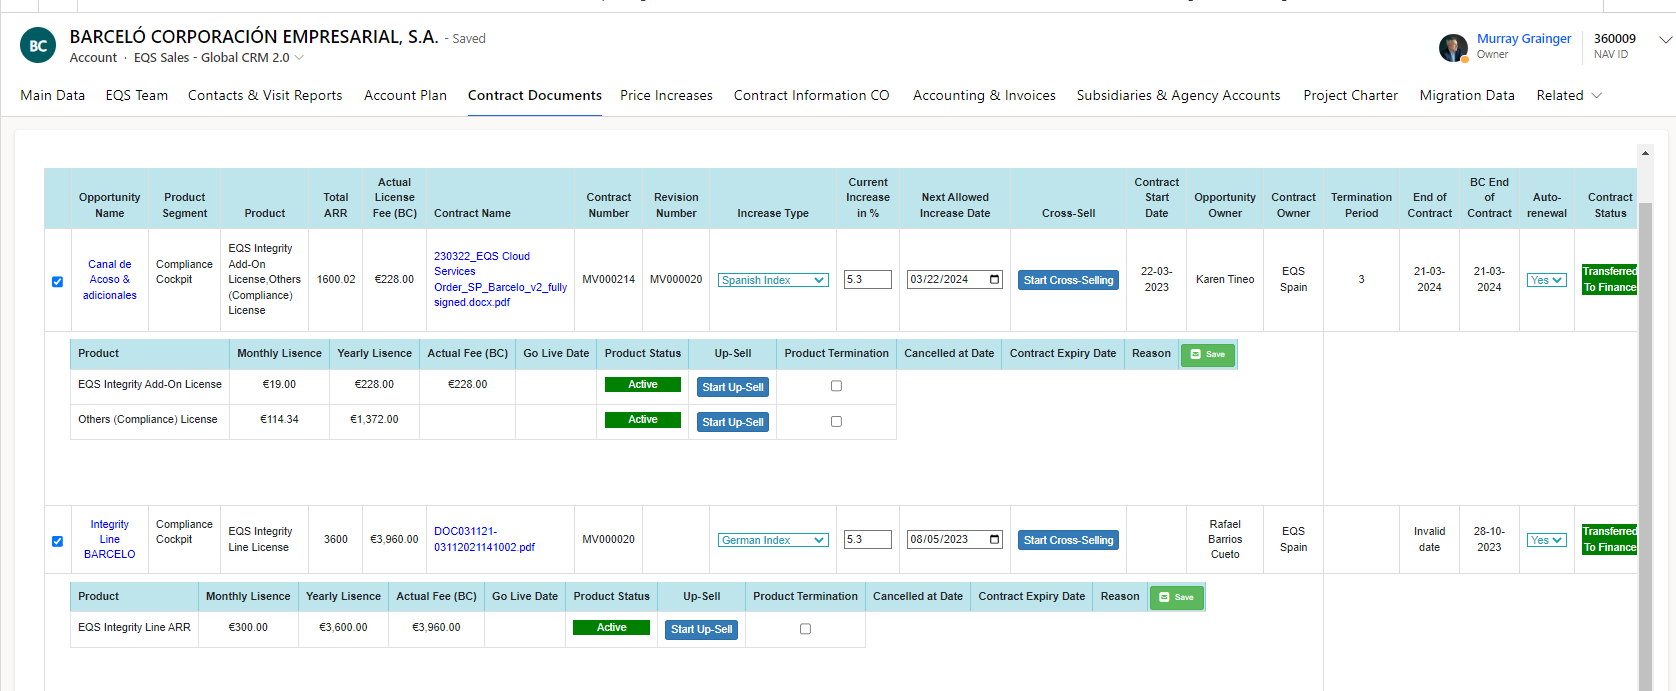 BC
BARCELÓ CORPORACIÓN EMPRESARIAL, S.A. - Saved
Account · EQS Sales - Global CRM 2.0
Murray Grainger
Owner
360009
NAV ID
Main Data EQS Team Contacts & Visit Reports Account Plan Contract Documents Price Increases Contract Information CO Accounting & Invoices Subsidiaries & Agency Accounts Project Charter Migration Data Related
Opportunity Name
Product Segment
Product
Total ARR
Actual License Fee (BC)
Contract Name
Contract Number
Revision Number
Increase Type
Current Increase in %
Next Allowed Increase Date
Cross-Sell
Contract Start Date
Opportunity Owner
Contract Owner
Termination Period
End of Contract
BC End of Contract
Auto-renewal
Contract Status
Canal de
Acoso &
adicionales
Compliance
Cockpit
EQS Integrity
Add-On
License,Others
(Compliance)
License
1600.02
€228.00
230322_EQS Cloud
Services
Order_SP_Barcelo_v2_fully
signed.docx.pdf
MV000214
MV000020
Spanish Index
5.3
03/22/2024
Start Cross-Selling
22-03-
2023
Karen Tineo
EQS
Spain
3
21-03-
2024
21-03-
2024
Yes
Transferred
To Finance
Product Monthly Lisence Yearly Lisence Actual Fee (BC) Go Live Date Product Status Up-Sell Product Termination Cancelled at Date Contract Expiry Date Reason Save
EQS Integrity Add-On License €19.00 €228.00 €228.00 Active Start Up-Sell
Others (Compliance) License €114.34 €1,372.00 Active Start Up-Sell
Integrity
Line
BARCELO
Compliance
Cockpit
EQS Integrity
Line License
3600
€3,960.00
DOC031121-
03112021141002.pdf
MV000020
German Index
5.3
08/05/2023
Start Cross-Selling
Rafael
Barrios
Cueto
EQS
Spain
Invalid
date
28-10-
2023
Yes
Transferred
To Finance
Product Monthly Lisence Yearly Lisence Actual Fee (BC) Go Live Date Product Status Up-Sell Product Termination Cancelled at Date Contract Expiry Date Reason Save
EQS Integrity Line ARR €300.00 €3,600.00 €3,960.00 Active Start Up-Sell